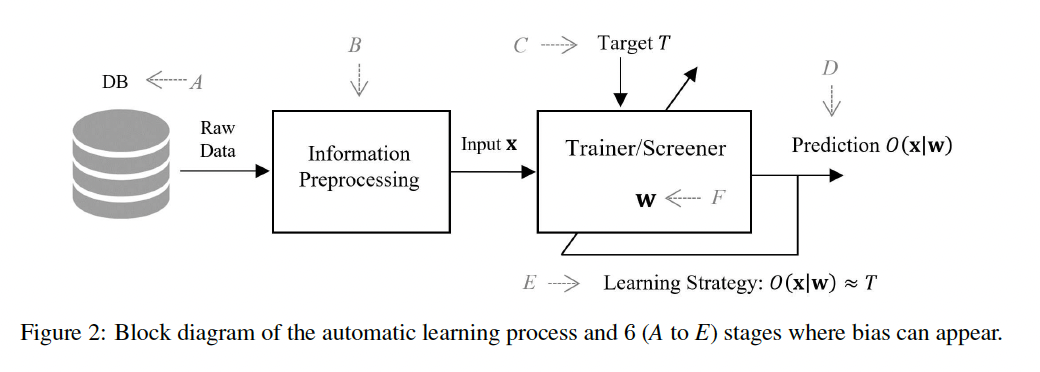 B
C
Target T
D
DB
A
Raw
Data
Information
Preprocessing
Input x
Trainer/Screener
w
F
Prediction O(x|w)
E
Learning Strategy: O(x|w) ≈ T
Figure 2: Block diagram of the automatic learning process and 6 (A to E) stages where bias can appear.